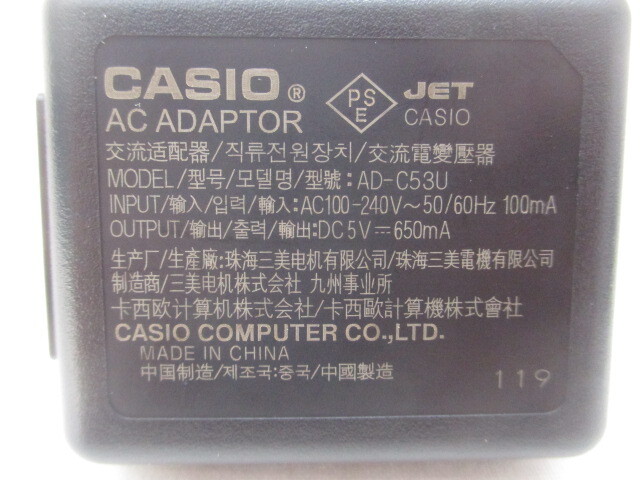 CASIO® PSE JET
AC ADAPTOR CASIO
交流适配器/직류전원장치/交流電變壓器
MODEL/型号/모델명/型號: AD-C53U
INPUT/输入/입력/輸入:AC100-240V~50/60Hz 100mA
OUTPUT/输出/출력/輸出:DC5V⎓650mA
生产厂/生產廠:珠海三美电机有限公司/珠海三美電機有限公司
制造商/三美电机株式会社 九州事业所
卡西欧计算机株式会社/卡西歐計算機株式會社
CASIO COMPUTER CO.,LTD.
MADE IN CHINA
中国制造/제조국:중국/中國製造
119